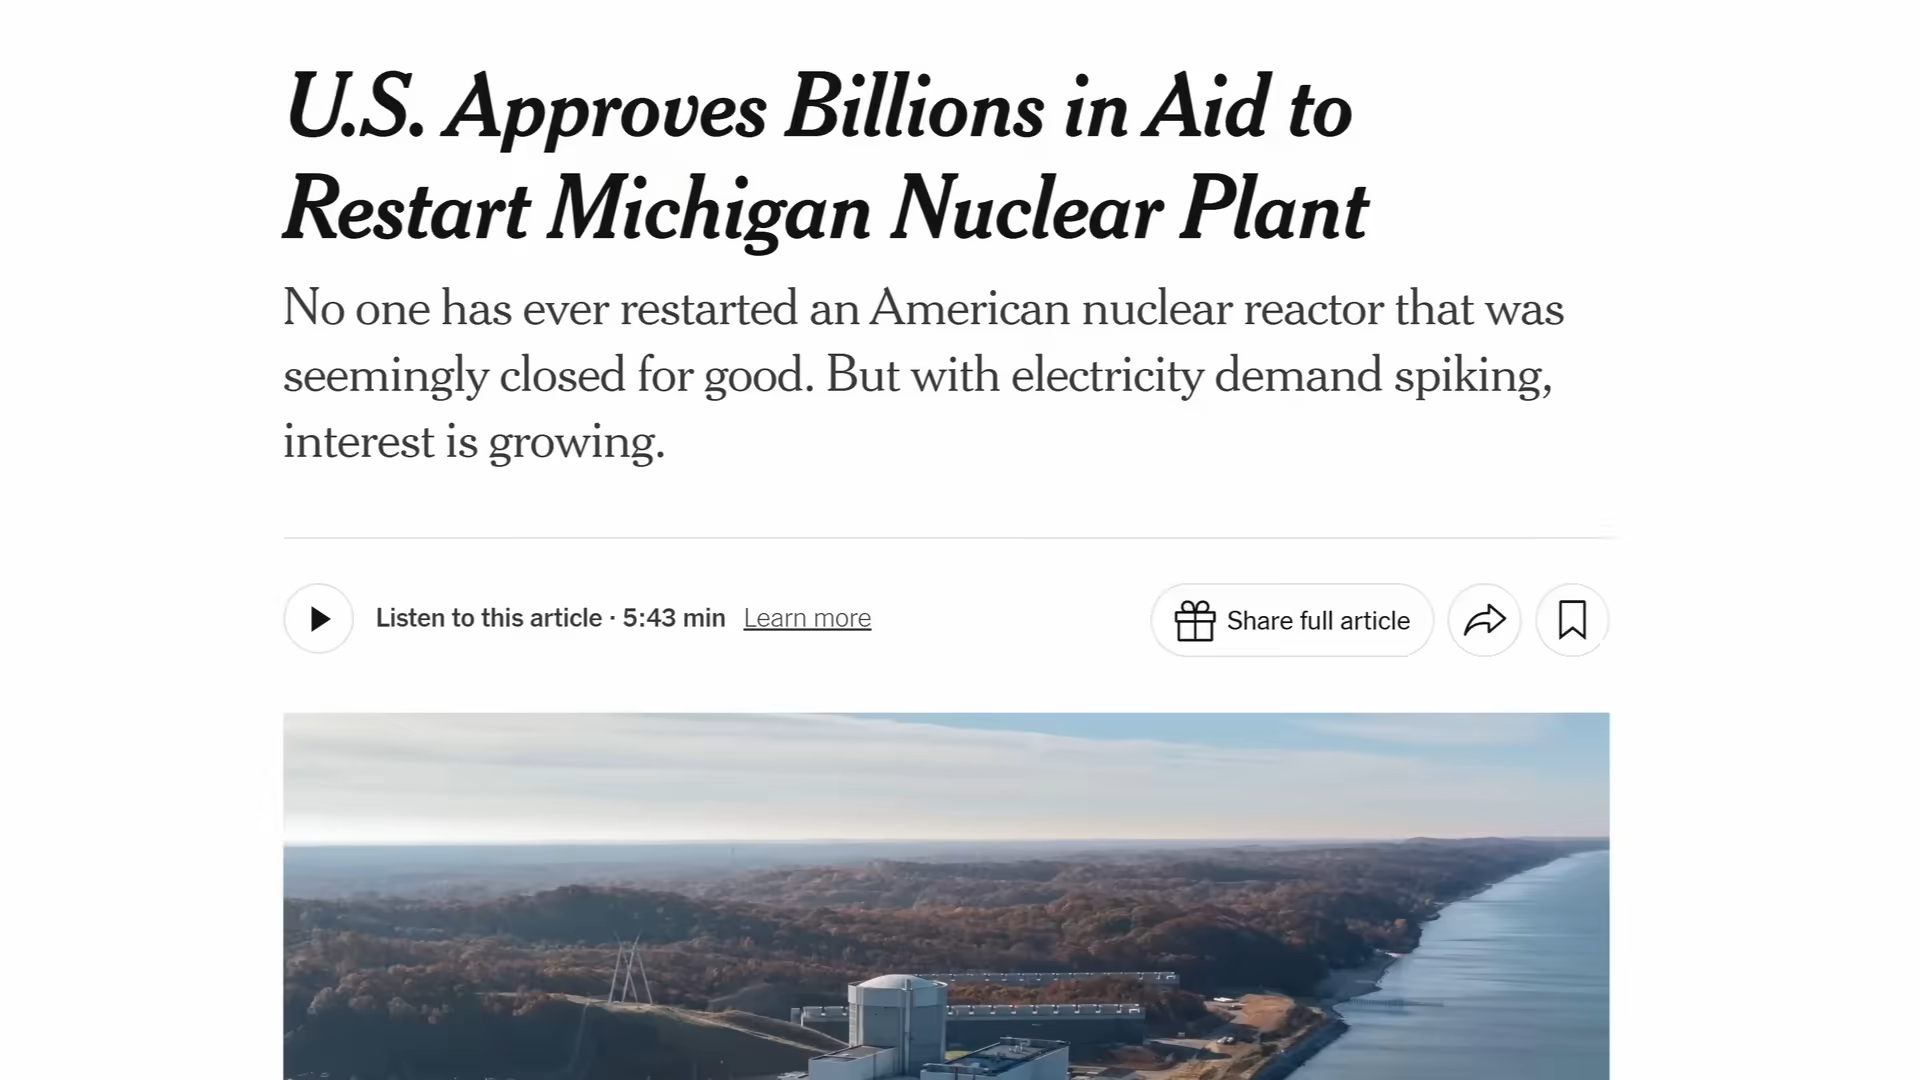 U.S. Approves Billions in Aid to
Restart Michigan Nuclear Plant
No one has ever restarted an American nuclear reactor that was
seemingly closed for good. But with electricity demand spiking,
interest is growing.
Listen to this article · 5:43 min Learn more
Share full article